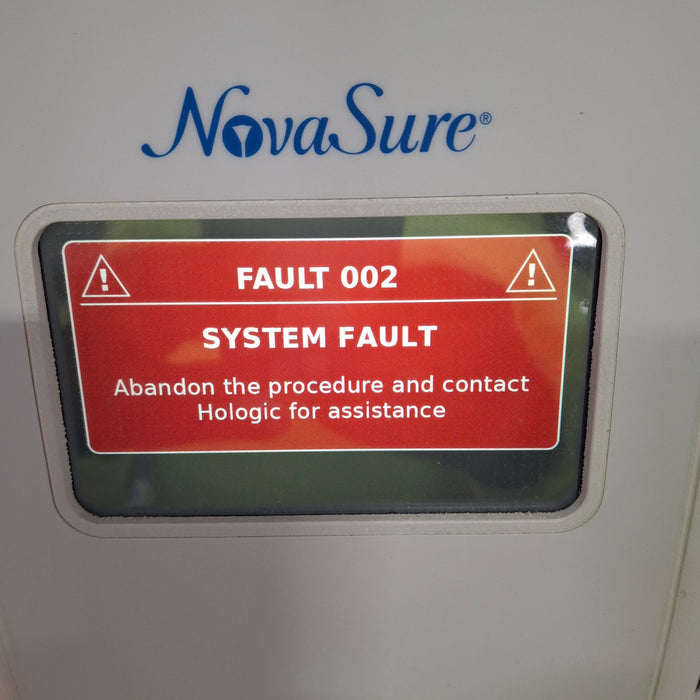 NovaSure®
FAULT 002
SYSTEM FAULT
Abandon the procedure and contact
Hologic for assistance